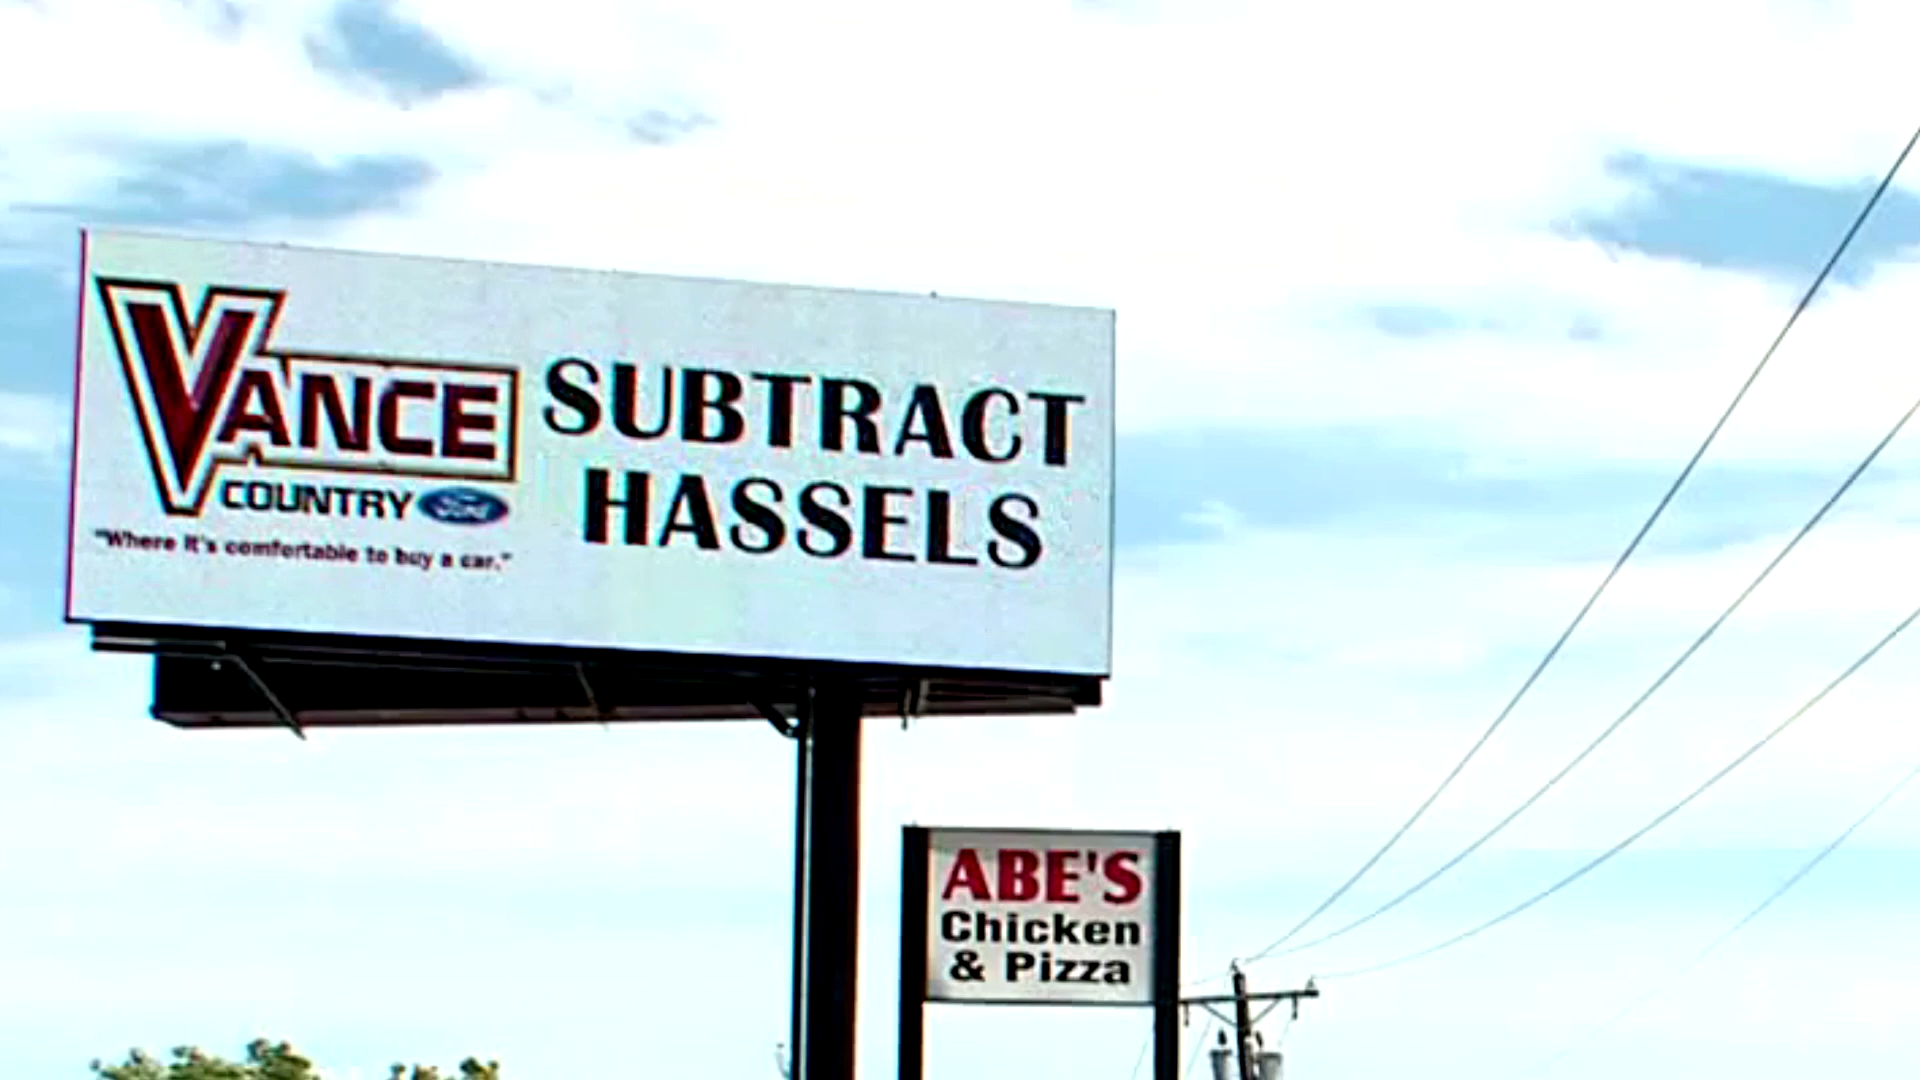 VANCE
COUNTRY Ford
"Where it's comfortable to buy a car."
SUBTRACT
HASSELS
ABE'S
Chicken
& Pizza